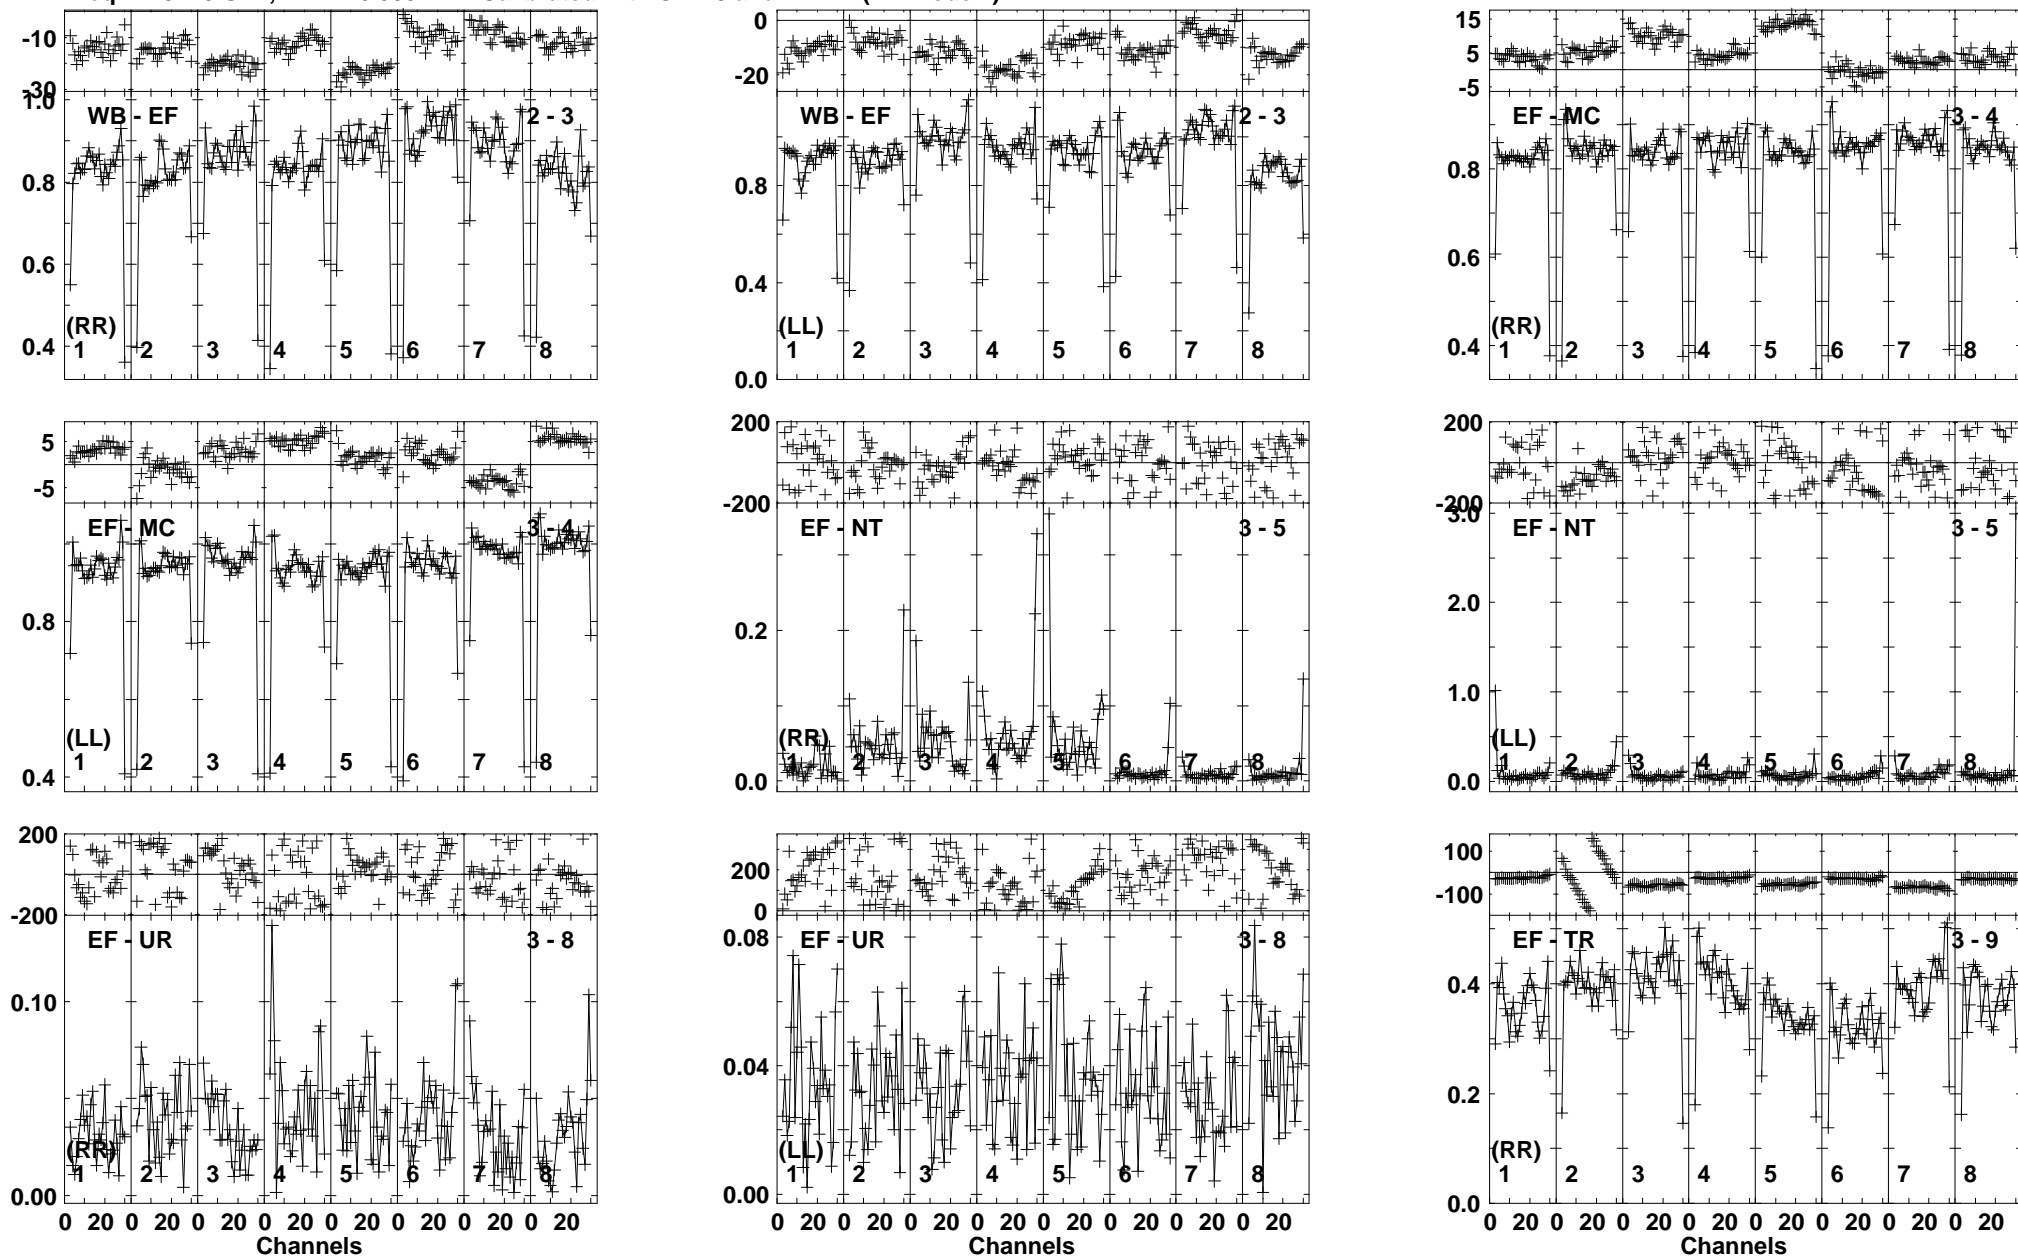 -10
-30
1.0
WB - EF 2 - 3
0.8
0.6
(RR)
0.4
1 2 3 4 5 6 7 8
0
-20
WB - EF 2 - 3
0.8
0.4
(LL)
1 2 3 4 5 6 7 8
0.0
15
5
-5
EF - MC 3 - 4
0.8
0.6
(RR)
0.4
1 2 3 4 5 6 7 8
5
-5
EF - MC 3 - 4
0.8
(LL)
0.4
1 2 3 4 5 6 7 8
200
-200
EF - NT 3 - 5
0.2
(RR)
1 2 3 4 5 6 7 8
0.0
200
-200
3.0
EF - NT 3 - 5
2.0
1.0
(LL)
1 2 3 4 5 6 7 8
0.0
200
-200
EF - UR 3 - 8
0.10
(RR)
1 2 3 4 5 6 7 8
0.00
0 20 0 20 0 20 0 20 0 20 0 20 0 20 0 20
Channels
200
0
EF - UR 3 - 8
0.08
0.04
(LL)
1 2 3 4 5 6 7 8
0.00
0 20 0 20 0 20 0 20 0 20 0 20 0 20 0 20
100
-100
EF - TR 3 - 9
0.4
0.2
(RR)
1 2 3 4 5 6 7 8
0.0
0 20 0 20 0 20 0 20 0 20 0 20 0 20 0 20
Channels